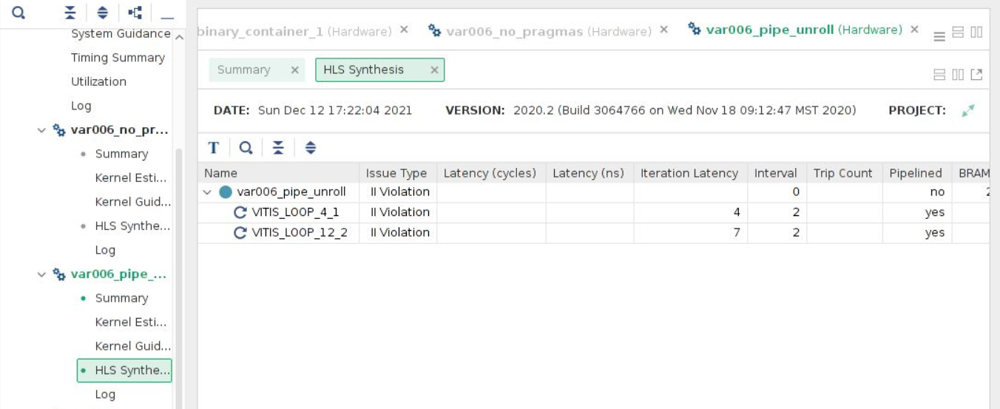 System Guidance
Timing Summary
Utilization
Log
var006_no_pr...
Summary
Kernel Esti...
Kernel Guid...
HLS Synthe...
Log
var006_pipe_...
Summary
Kernel Esti...
Kernel Guid...
HLS Synthe...
Log
binary_container_1 (Hardware) × var006_no_pragmas (Hardware) × var006_pipe_unroll (Hardware) ×
Summary × HLS Synthesis ×
DATE: Sun Dec 12 17:22:04 2021 VERSION: 2020.2 (Build 3064766 on Wed Nov 18 09:12:47 MST 2020) PROJECT:
T
Name Issue Type Latency (cycles) Latency (ns) Iteration Latency Interval Trip Count Pipelined BRAM
var006_pipe_unroll II Violation 0 no 2
VITIS_LOOP_4_1 II Violation 4 2 yes
VITIS_LOOP_12_2 II Violation 7 2 yes